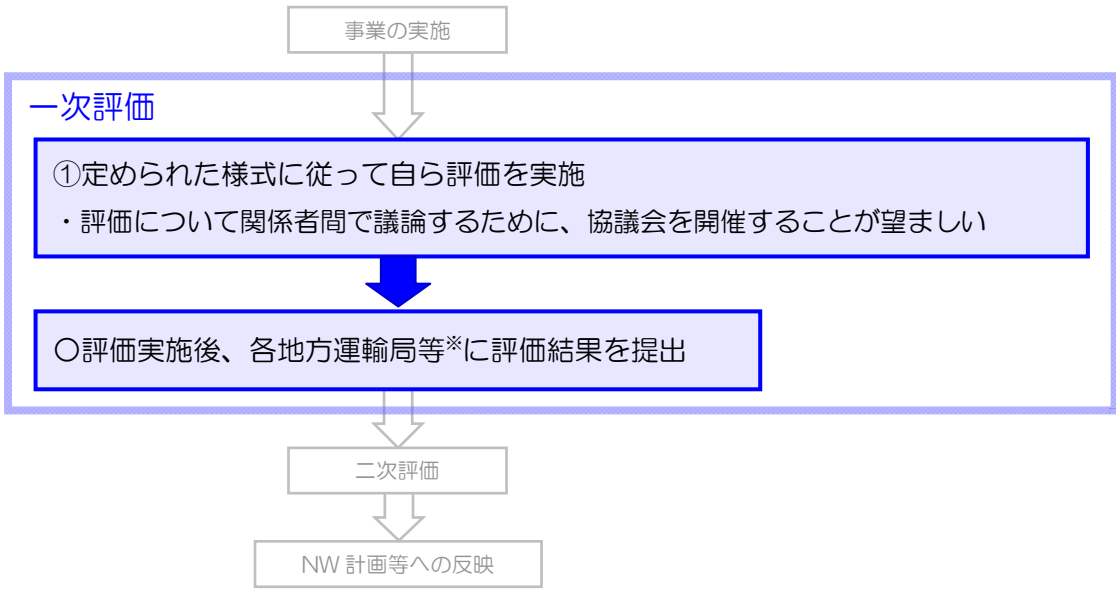 事業の実施
一次評価
①定められた様式に従って自ら評価を実施
・評価について関係者間で議論するために、協議会を開催することが望ましい
〇評価実施後、各地方運輸局等※に評価結果を提出
二次評価
NW 計画等への反映